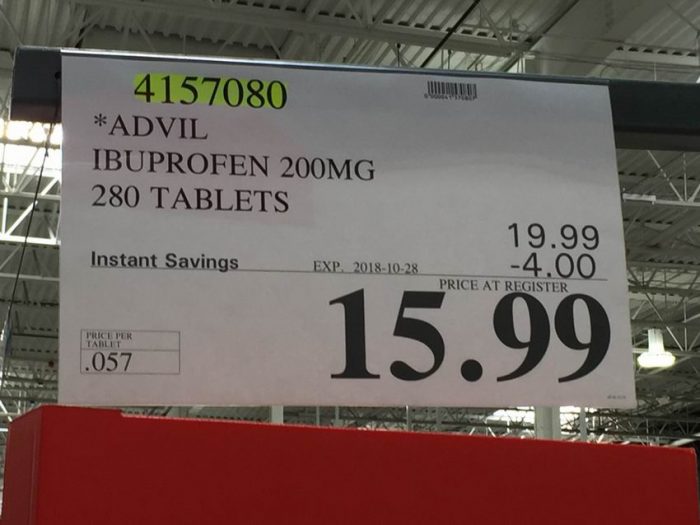 4157080
*ADVIL
IBUPROFEN 200MG
280 TABLETS
19.99
Instant Savings EXP. 2018-10-28 -4.00
PRICE AT REGISTER
15.99
PRICE PER
TABLET
.057